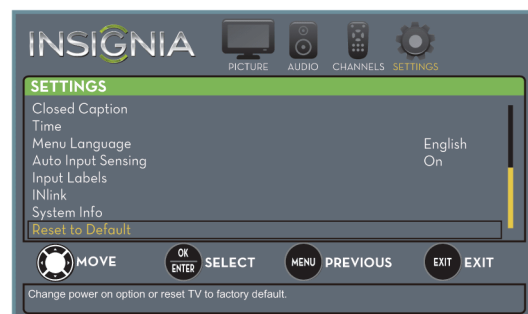 INSIGNIA
PICTURE AUDIO CHANNELS SETTINGS
SETTINGS
Closed Caption
Time
Menu Language English
Auto Input Sensing On
Input Labels
INlink
System Info
Reset to Default
MOVE OK ENTER SELECT MENU PREVIOUS EXIT EXIT
Change power on option or reset TV to factory default.